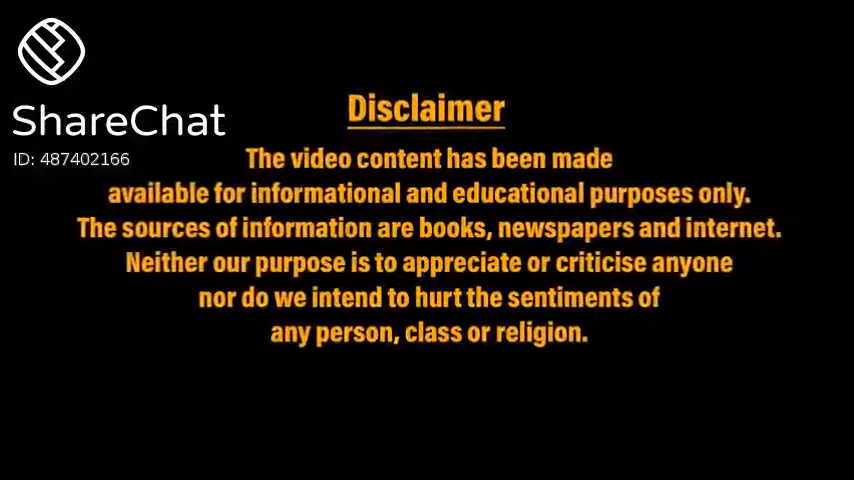 ShareChat
ID: 487402166
Disclaimer
The video content has been made
available for informational and educational purposes only.
The sources of information are books, newspapers and internet.
Neither our purpose is to appreciate or criticise anyone
nor do we intend to hurt the sentiments of
any person, class or religion.